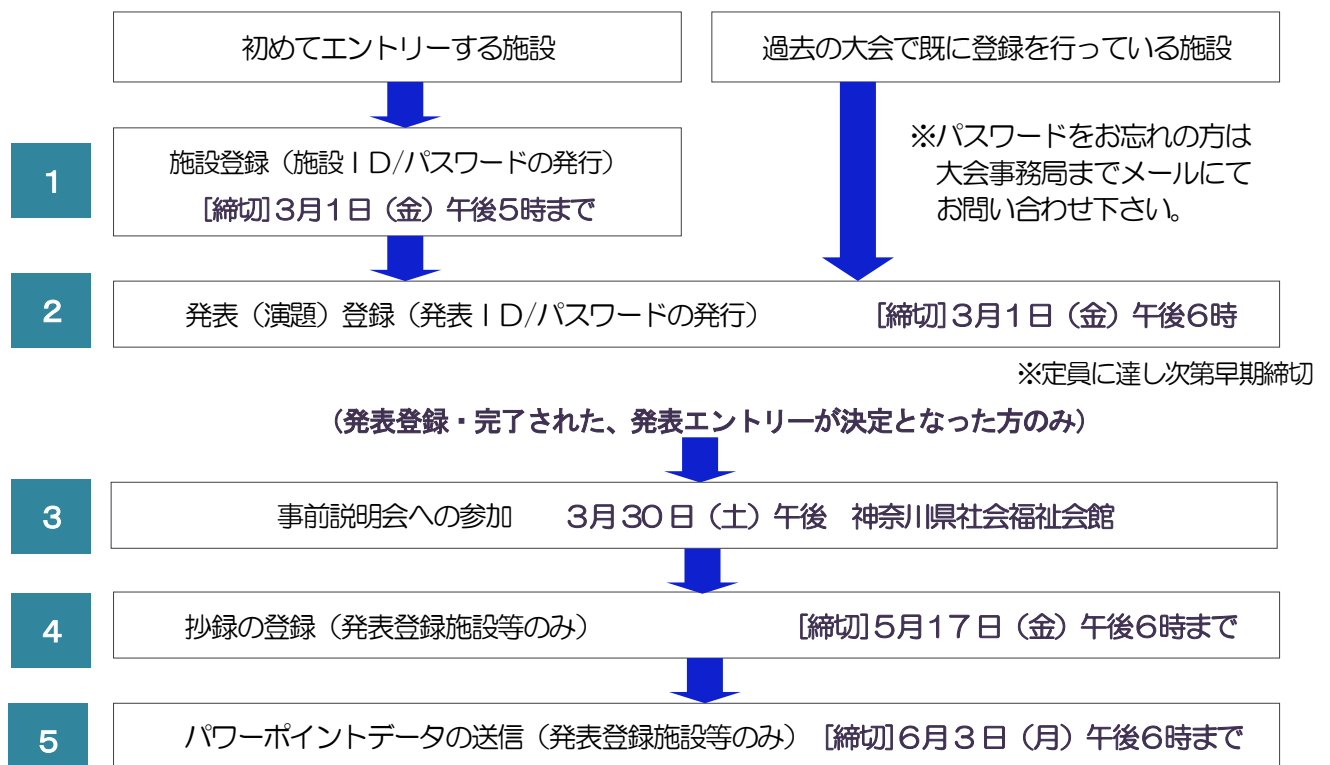 初めてエントリーする施設
過去の大会で既に登録を行っている施設
1
施設登録（施設ＩＤ/パスワードの発行）
[締切]３月１日（金）午後５時まで
※パスワードをお忘れの方は
大会事務局までメールにて
お問い合わせ下さい。
2
発表（演題）登録（発表ＩＤ/パスワードの発行） [締切]３月１日（金）午後６時
※定員に達し次第早期締切
（発表登録・完了された、発表エントリーが決定となった方のみ）
3
事前説明会への参加 ３月３０日（土）午後 神奈川県社会福祉会館
4
抄録の登録（発表登録施設等のみ） [締切]５月１７日（金）午後６時まで
5
パワーポイントデータの送信（発表登録施設等のみ） [締切]６月３日（月）午後６時まで